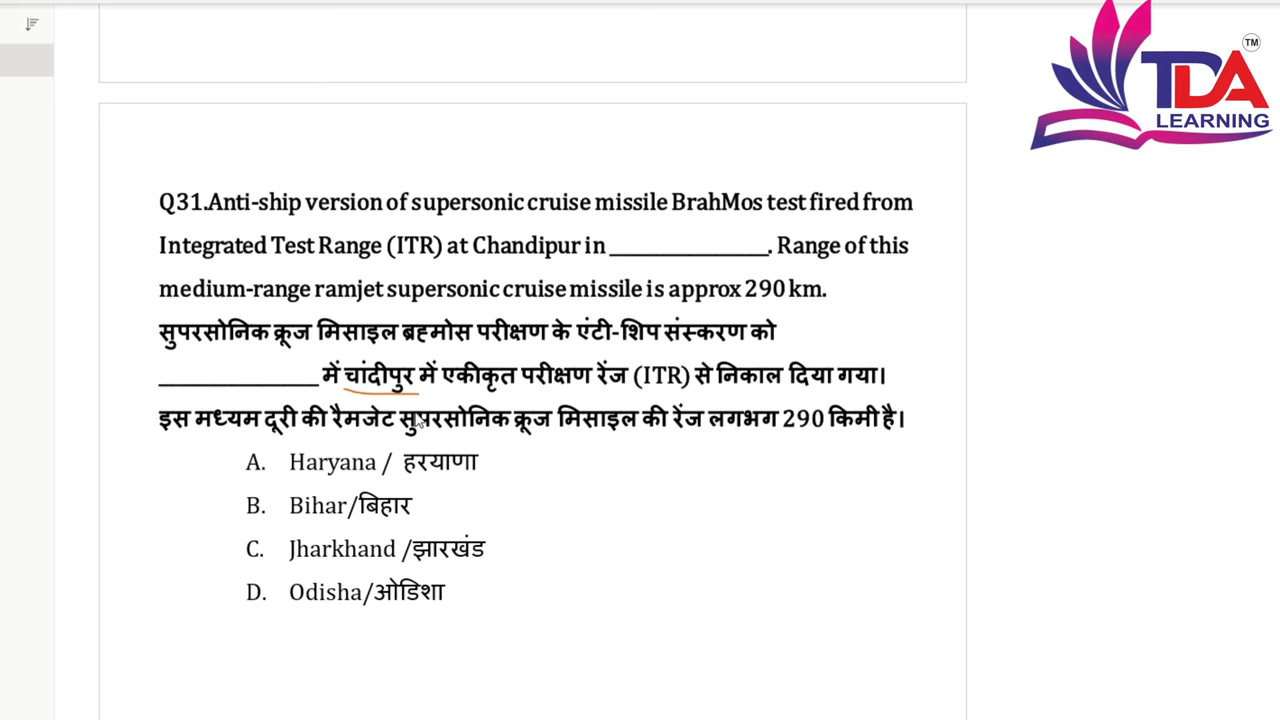 TM
TDA
LEARNING
Q31.Anti-ship version of supersonic cruise missile BrahMos test fired from
Integrated Test Range (ITR) at Chandipur in ________________. Range of this
medium-range ramjet supersonic cruise missile is approx 290 km.
सुपरसोनिक क्रूज मिसाइल ब्रह्मोस परीक्षण के एंटी-शिप संस्करण को
________________ में चांदीपुर में एकीकृत परीक्षण रेंज (ITR) से निकाल दिया गया।
इस मध्यम दूरी की रैमजेट सुपरसोनिक क्रूज मिसाइल की रेंज लगभग 290 किमी है।
A. Haryana / हरयाणा
B. Bihar/बिहार
C. Jharkhand /झारखंड
D. Odisha/ओडिशा